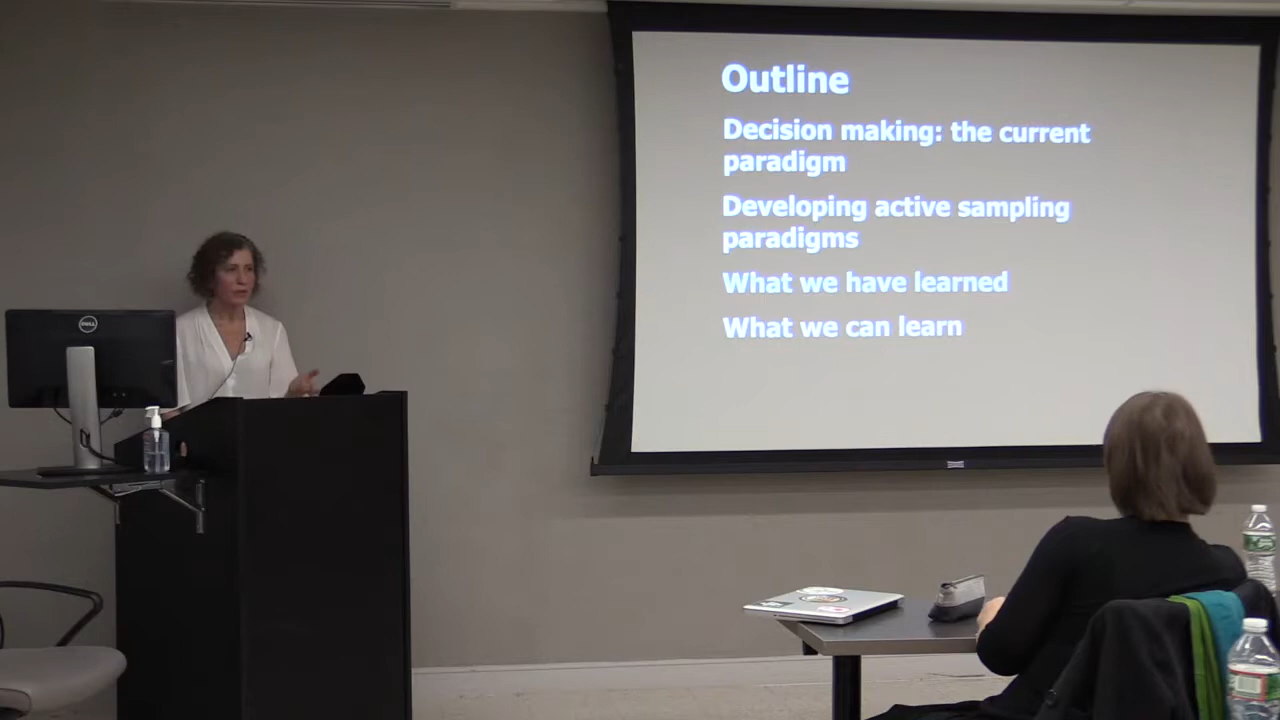 Outline
Decision making: the current
paradigm
Developing active sampling
paradigms
What we have learned
What we can learn
DELL